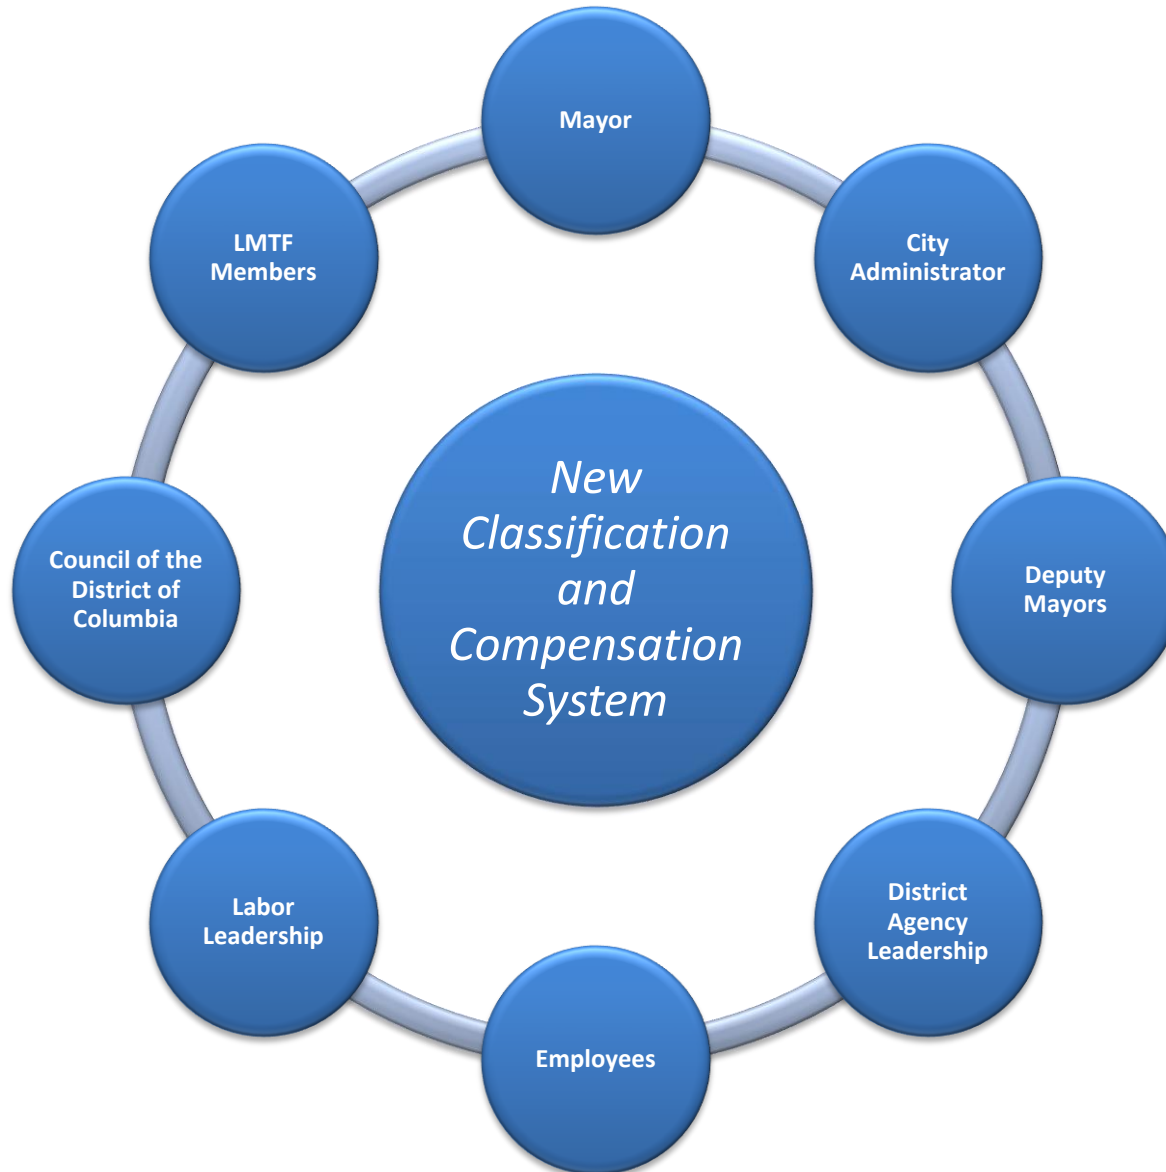 Mayor
City
Administrator
Deputy
Mayors
District
Agency
Leadership
Employees
Labor
Leadership
Council of the
District of
Columbia
LMTF
Members
New
Classification
and
Compensation
System